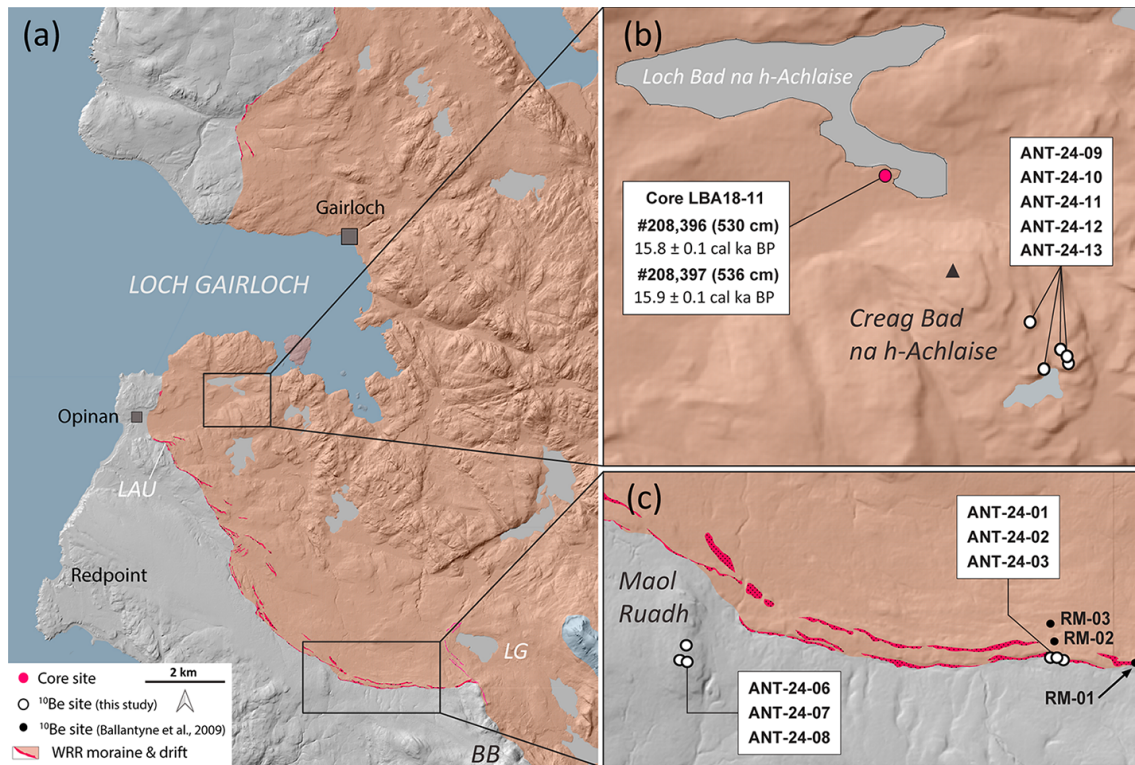 (a)
Gairloch
LOCH GAIRLOCH
Opinan
LAU
Redpoint
LG
BB
2 km
Core site
¹⁰Be site (this study)
¹⁰Be site (Ballantyne et al., 2009)
WRR moraine & drift
(b)
Loch Bad na h-Achlaise
Core LBA18-11
#208,396 (530 cm)
15.8 ± 0.1 cal ka BP
#208,397 (536 cm)
15.9 ± 0.1 cal ka BP
ANT-24-09
ANT-24-10
ANT-24-11
ANT-24-12
ANT-24-13
Creag Bad
na h-Achlaise
(c)
Maol
Ruadh
ANT-24-01
ANT-24-02
ANT-24-03
RM-03
RM-02
RM-01
ANT-24-06
ANT-24-07
ANT-24-08